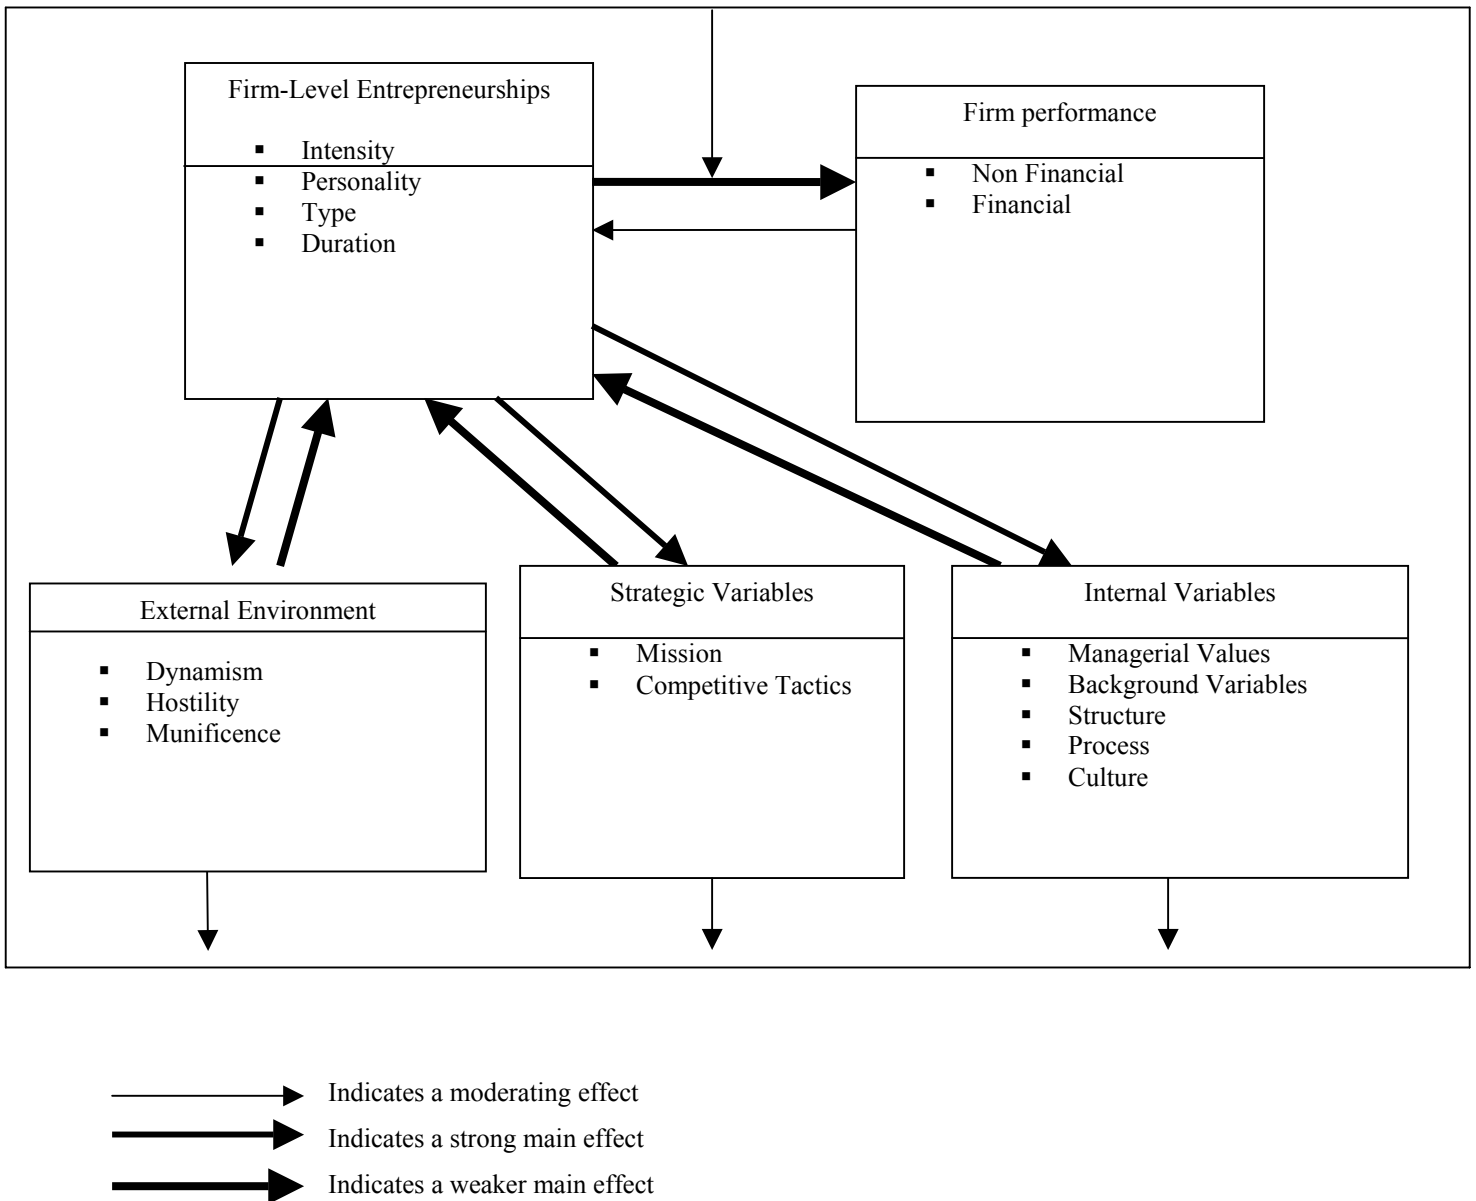 Firm-Level Entrepreneurships
▪ Intensity
▪ Personality
▪ Type
▪ Duration
Firm performance
▪ Non Financial
▪ Financial
External Environment
▪ Dynamism
▪ Hostility
▪ Munificence
Strategic Variables
▪ Mission
▪ Competitive Tactics
Internal Variables
▪ Managerial Values
▪ Background Variables
▪ Structure
▪ Process
▪ Culture
Indicates a moderating effect
Indicates a strong main effect
Indicates a weaker main effect